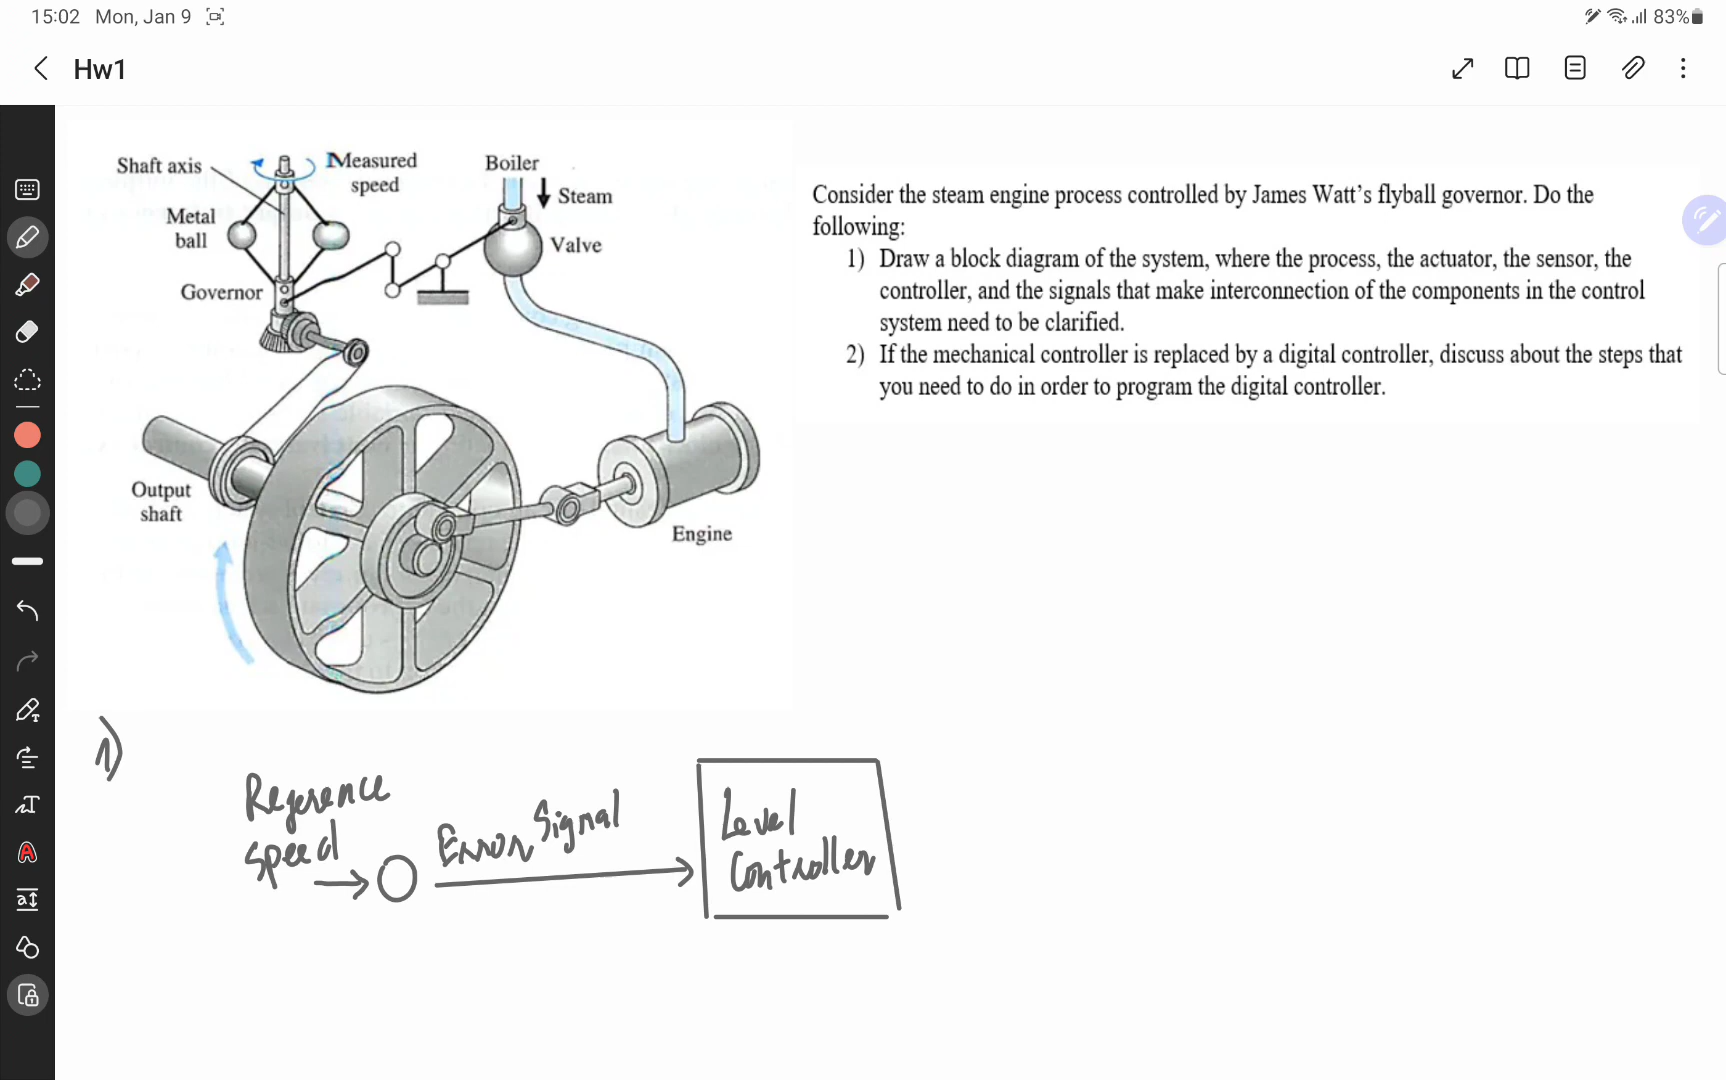 15:02 Mon, Jan 9
83%
Hw1
Shaft axis
Measured
speed
Boiler
Steam
Metal
ball
Valve
Governor
Output
shaft
Engine
Consider the steam engine process controlled by James Watt’s flyball governor. Do the
following:
1) Draw a block diagram of the system, where the process, the actuator, the sensor, the
controller, and the signals that make interconnection of the components in the control
system need to be clarified.
2) If the mechanical controller is replaced by a digital controller, discuss about the steps that
you need to do in order to program the digital controller.
1)
Reference
speed
Error Signal
Level
Controller